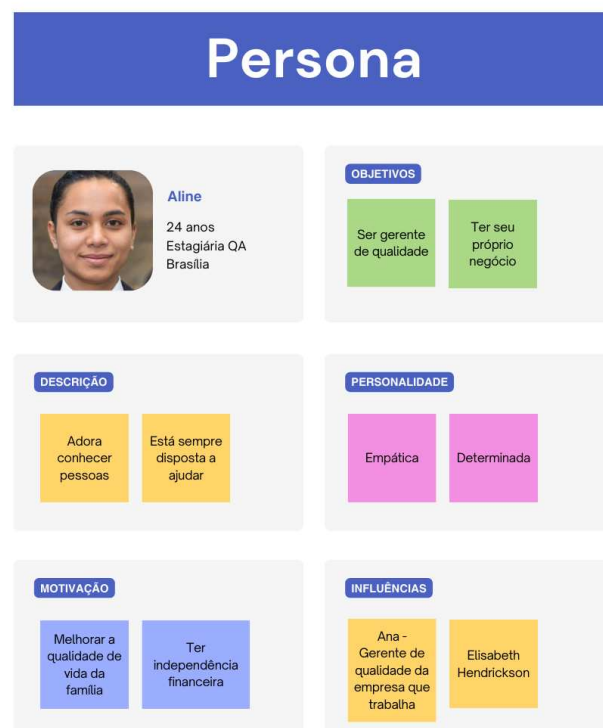 Persona
Aline
24 anos
Estagiária QA
Brasília
OBJETIVOS
Ser gerente
de qualidade
Ter seu
próprio
negócio
DESCRIÇÃO
Adora
conhecer
pessoas
Está sempre
disposta a
ajudar
PERSONALIDADE
Empática
Determinada
MOTIVAÇÃO
Melhorar a
qualidade de
vida da
família
Ter
independência
financeira
INFLUÊNCIAS
Ana -
Gerente de
qualidade da
empresa que
trabalha
Elisabeth
Hendrickson